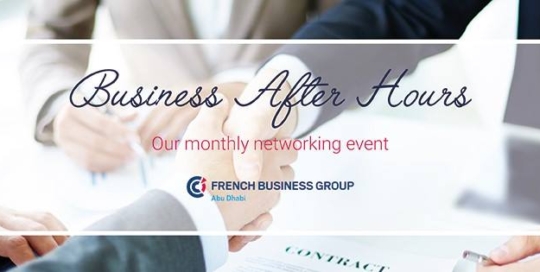 Business After Hours
Our monthly networking event
FRENCH BUSINESS GROUP
Abu Dhabi
CONTRACT